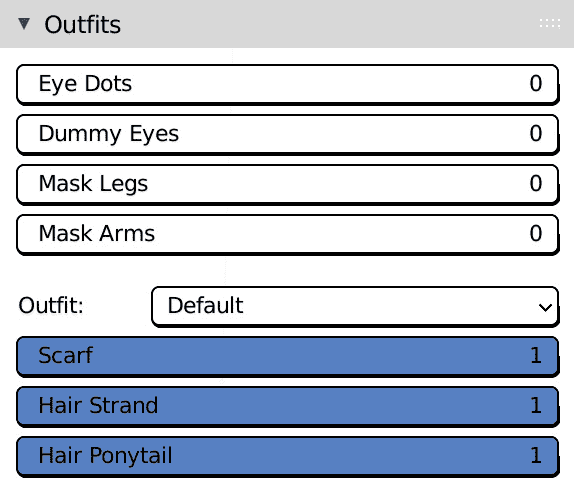 Outfits
Eye Dots 0
Dummy Eyes 0
Mask Legs 0
Mask Arms 0
Outfit: Default
Scarf 1
Hair Strand 1
Hair Ponytail 1